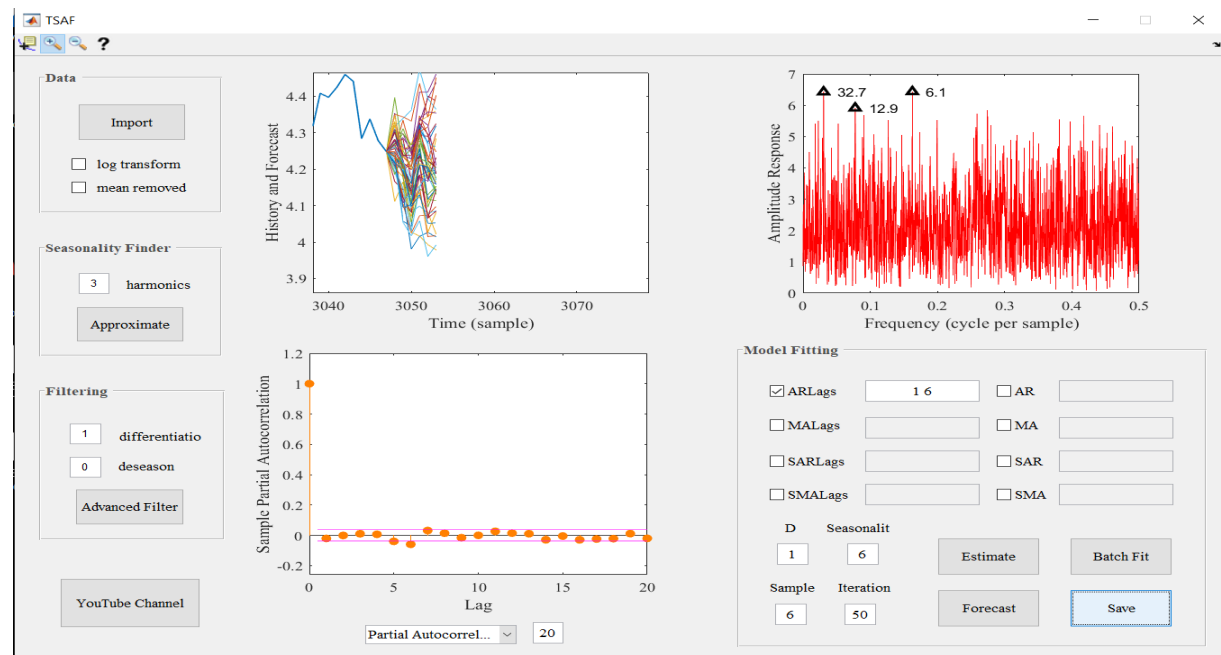 TSAF
?
Data
Import
log transform
mean removed
Seasonality Finder
3 harmonics
Approximate
Filtering
1 differentiatio
0 deseason
Advanced Filter
YouTube Channel
History and Forecast
4.4
4.3
4.2
4.1
4
3.9
3040 3050 3060 3070
Time (sample)
Amplitude Response
7
6
5
4
3
2
1
0
32.7
12.9
6.1
0 0.1 0.2 0.3 0.4 0.5
Frequency (cycle per sample)
Sample Partial Autocorrelation
1.2
1
0.8
0.6
0.4
0.2
0
-0.2
0 5 10 15 20
Lag
Partial Autocorrel... 20
Model Fitting
ARLags 1 6 AR
MALags MA
SARLags SAR
SMALags SMA
D Seasonalit
1 6
Estimate Batch Fit
Sample Iteration
6 50
Forecast Save